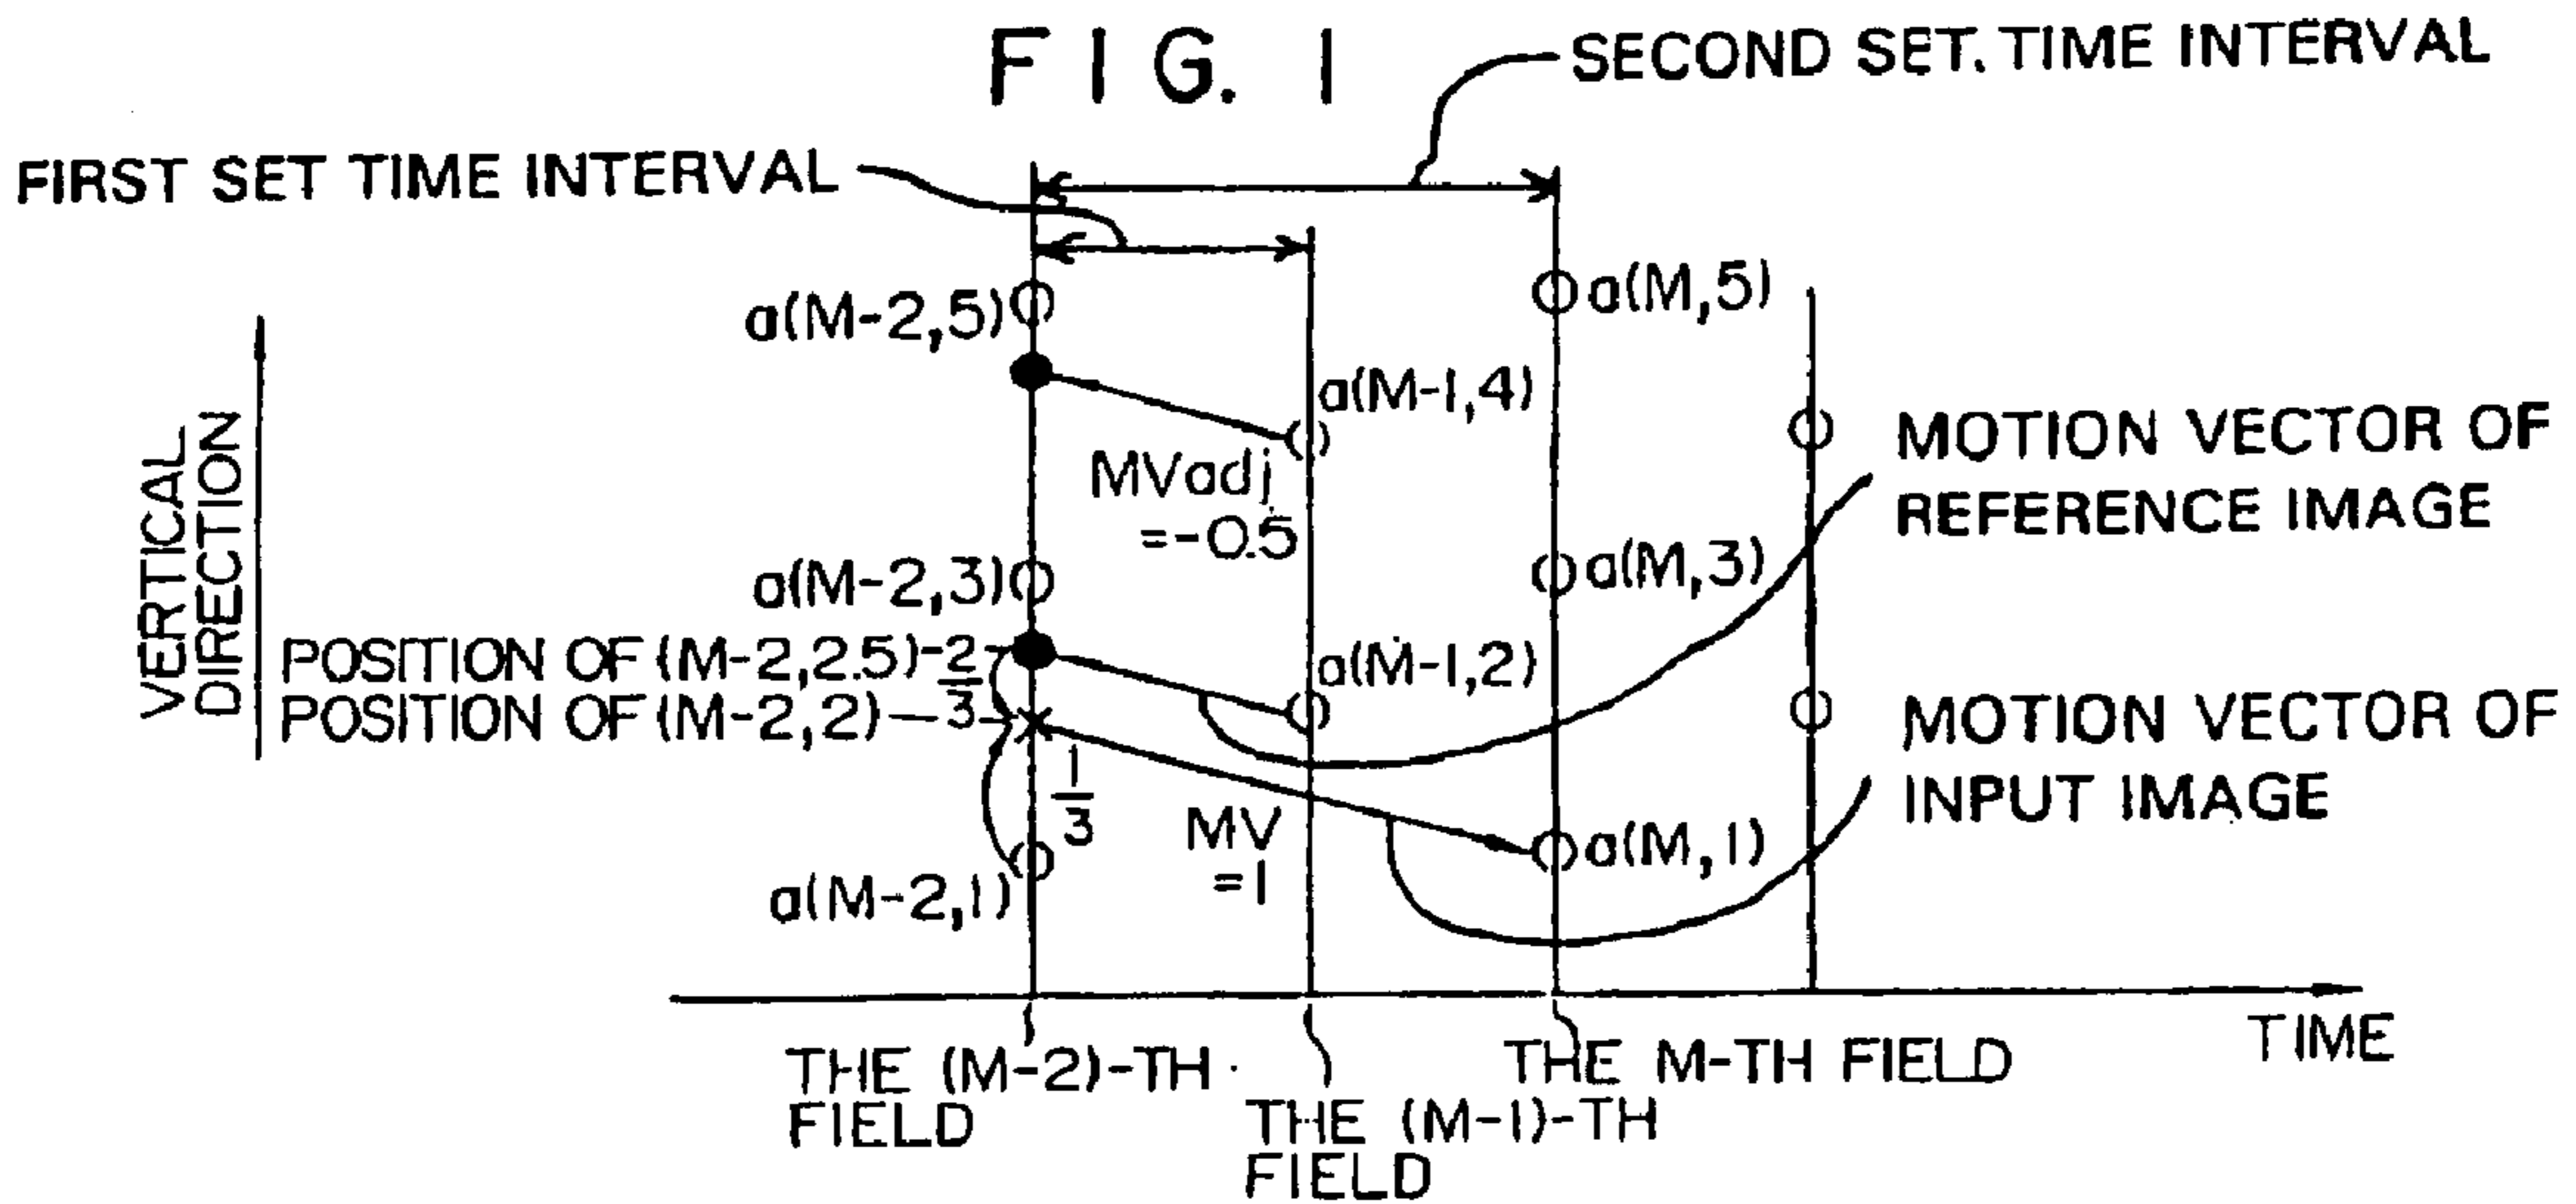 FIG. 1
SECOND SET. TIME INTERVAL
FIRST SET TIME INTERVAL
a(M-2,5)
a(M,5)
a(M-1,4)
MVadj
=-0.5
MOTION VECTOR OF
REFERENCE IMAGE
VERTICAL
DIRECTION
a(M-2,3)
a(M,3)
POSITION OF (M-2,2.5)
2
3
POSITION OF (M-2,2)
a(M-1,2)
MOTION VECTOR OF
INPUT IMAGE
1
3
MV
=1
a(M,1)
a(M-2,1)
TIME
THE (M-2)-TH
FIELD
THE (M-1)-TH
FIELD
THE M-TH FIELD